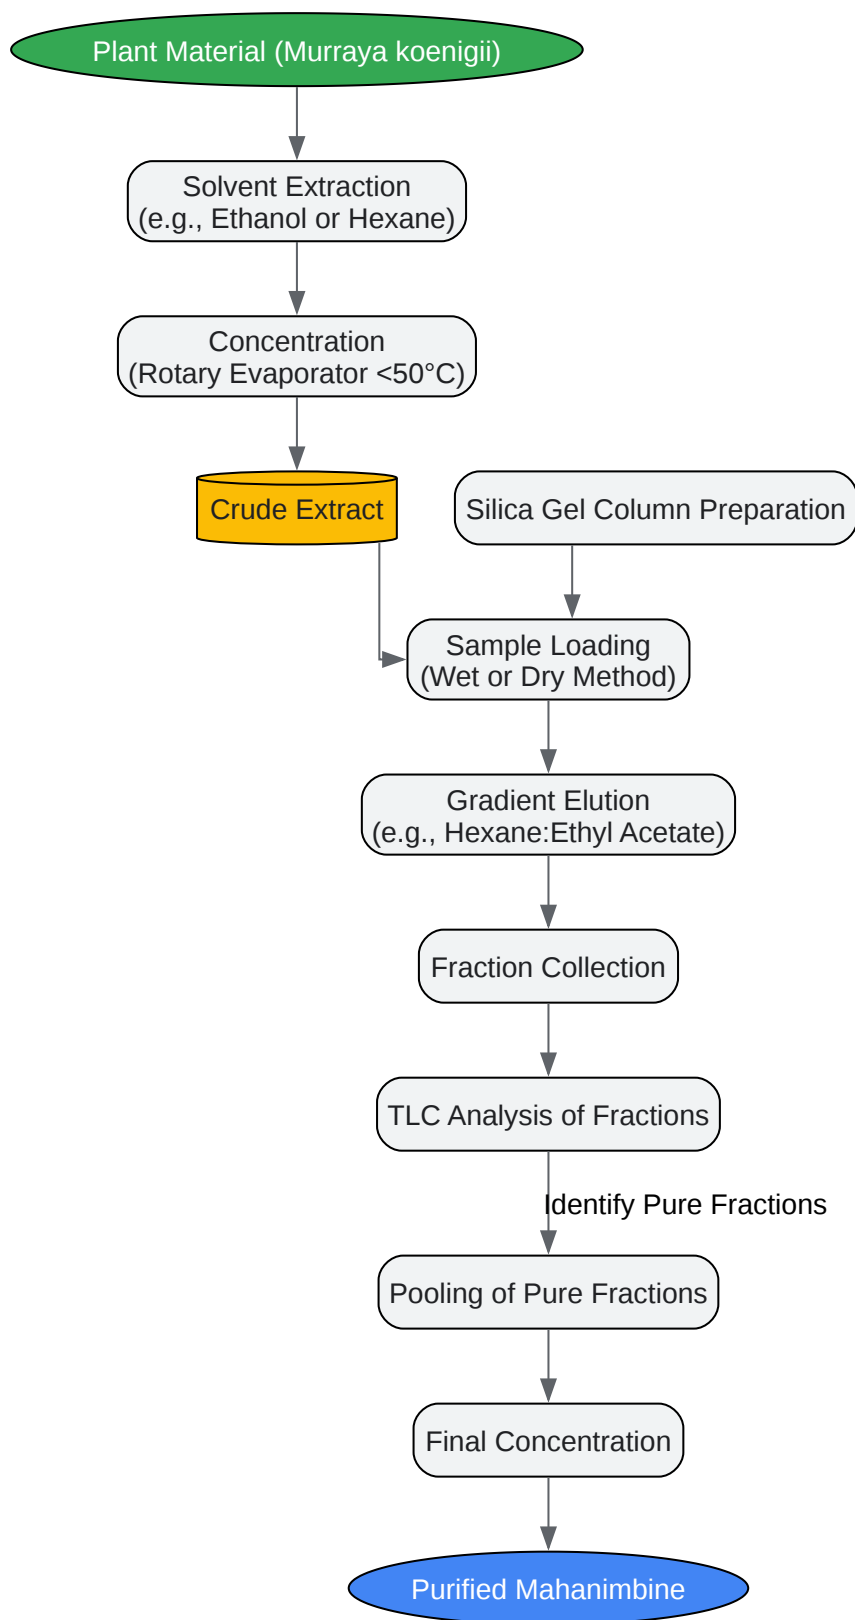 Plant Material (Murraya koenigii)
Solvent Extraction
(e.g., Ethanol or Hexane)
Concentration
(Rotary Evaporator <50°C)
Crude Extract
Silica Gel Column Preparation
Sample Loading
(Wet or Dry Method)
Gradient Elution
(e.g., Hexane:Ethyl Acetate)
Fraction Collection
TLC Analysis of Fractions
Identify Pure Fractions
Pooling of Pure Fractions
Final Concentration
Purified Mahanimbine